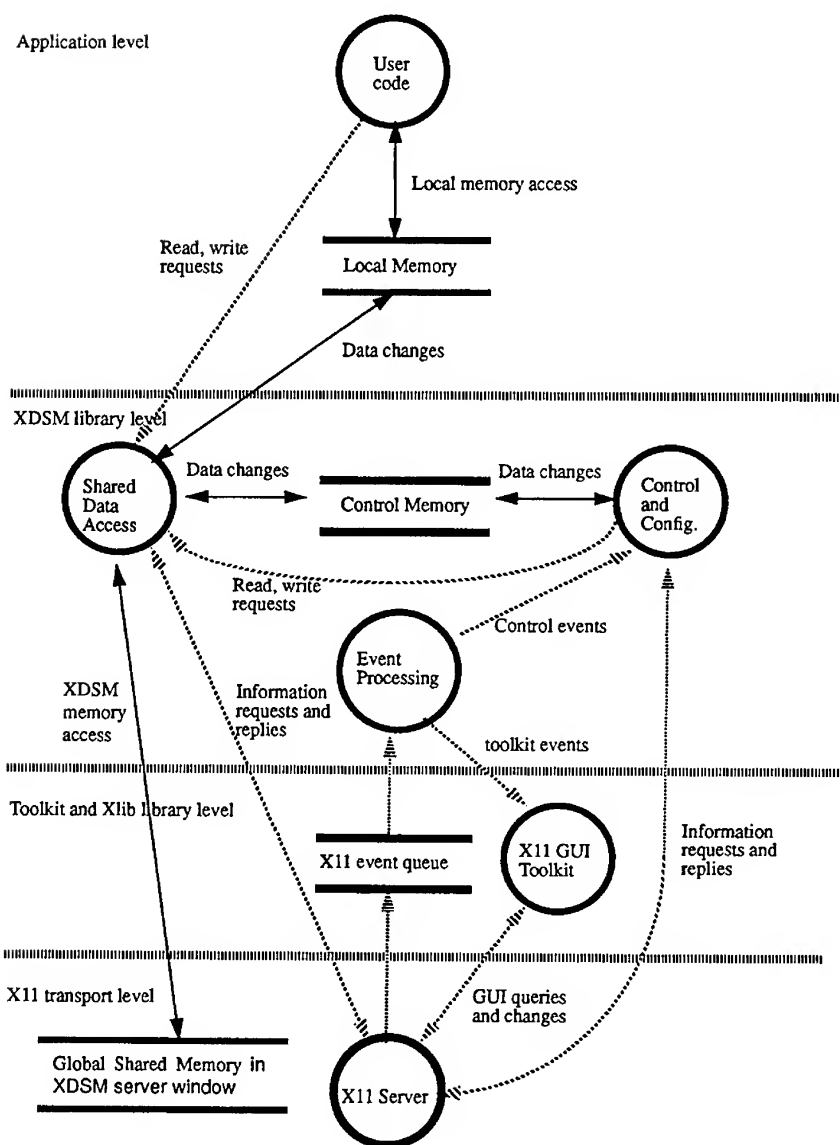 Application level
User
code
Local memory access
Read, write
requests
Local Memory
Data changes
XDSM library level
Shared
Data
Access
Data changes
Control Memory
Data changes
Control
and
Config.
Read, write
requests
Control events
Event
Processing
XDSM
memory
access
Information
requests and
replies
toolkit events
Toolkit and Xlib library level
X11 event queue
X11 GUI
Toolkit
Information
requests and
replies
X11 transport level
GUI queries
and changes
Global Shared Memory in
XDSM server window
X11 Server